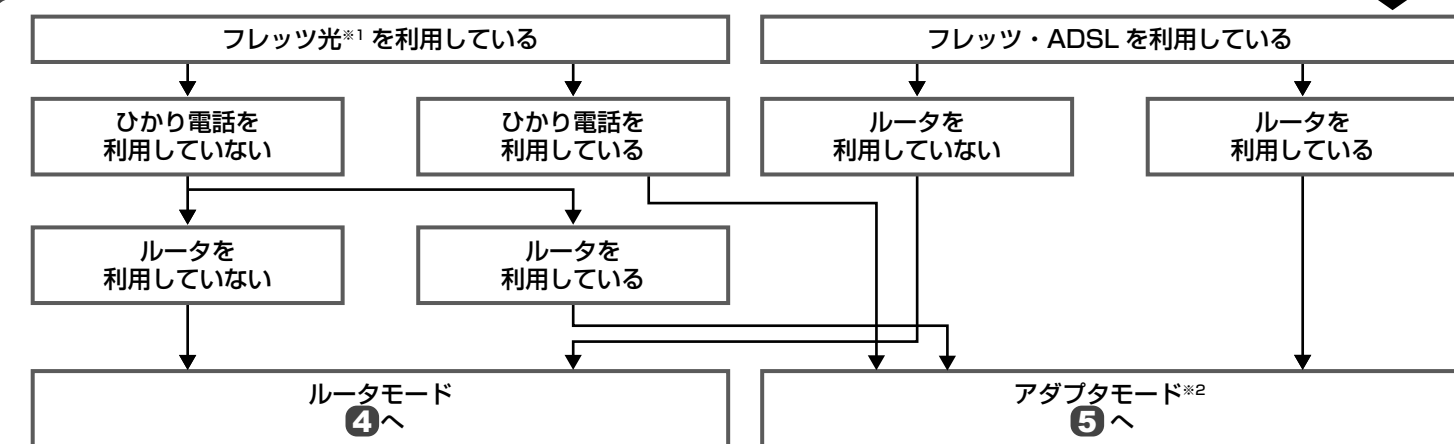 フレッツ光※1 を利用している
フレッツ・ADSL を利用している
ひかり電話を
利用していない
ひかり電話を
利用している
ルータを
利用していない
ルータを
利用している
ルータを
利用していない
ルータを
利用している
ルータモード
4へ
アダプタモード※2
5へ